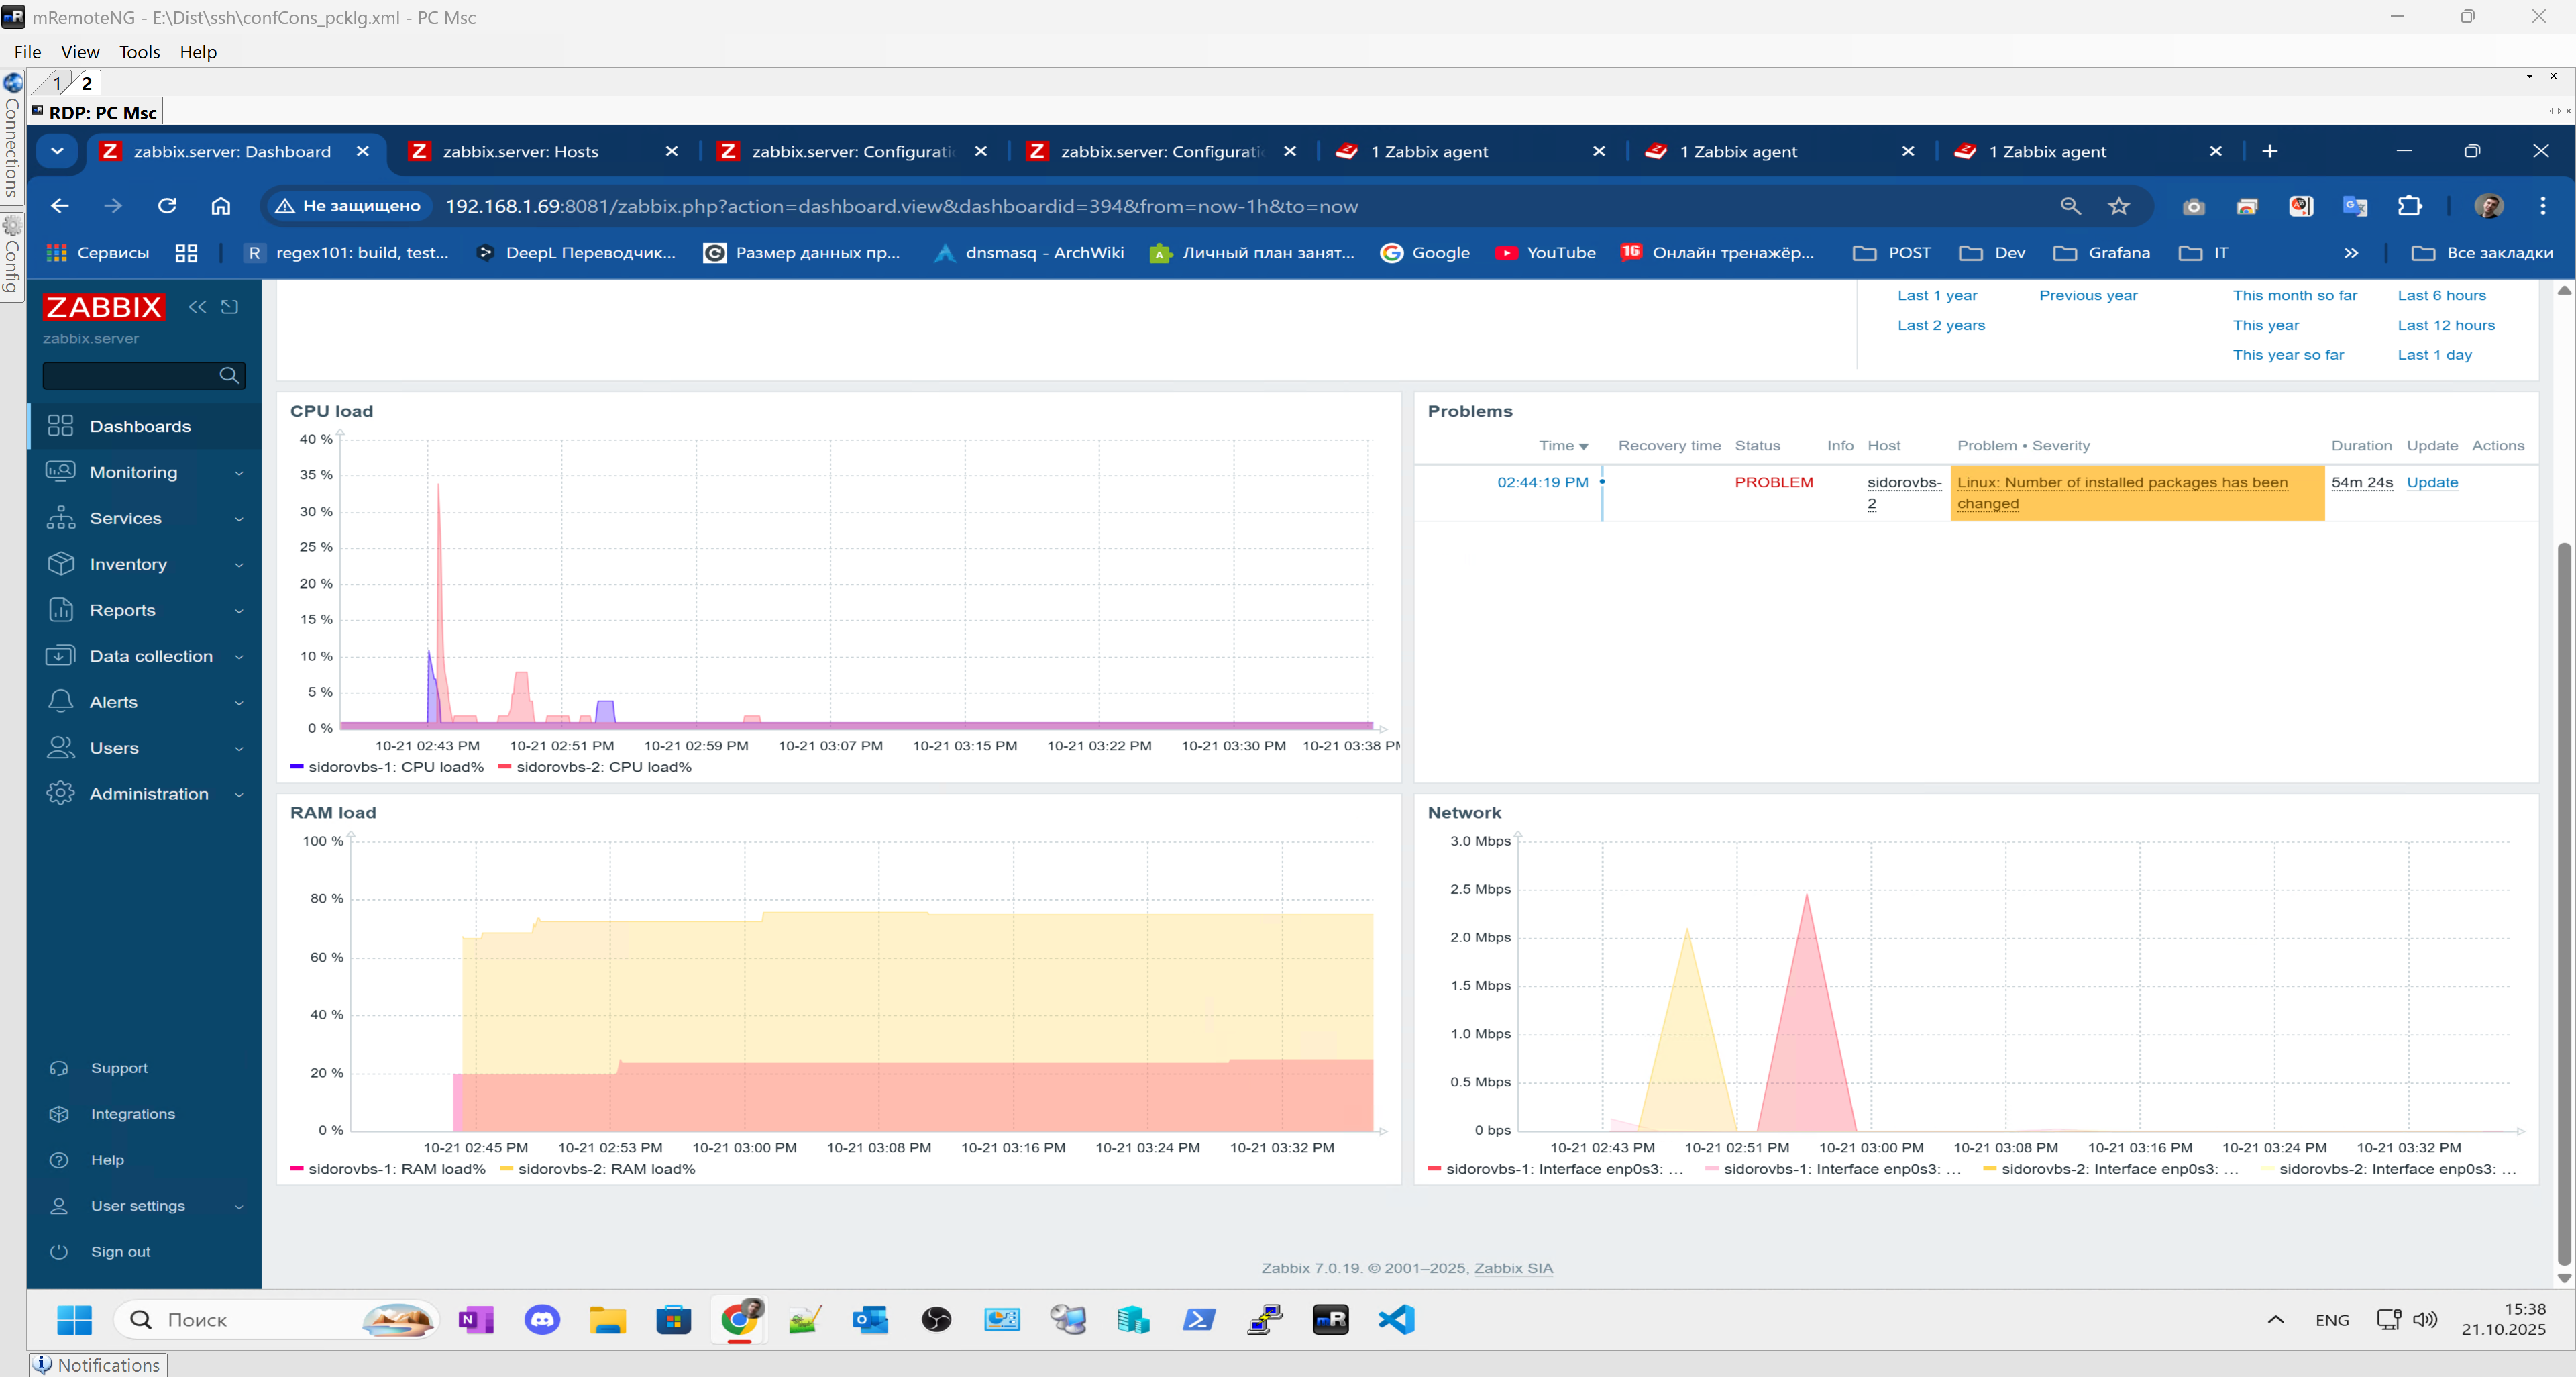 mRemoteNG - E:\Dist\ssh\confCons_pcklg.xml - PC Msc
File View Tools Help
1 2
Connections
Config
RDP: PC Msc
zabbix.server: Dashboard zabbix.server: Hosts zabbix.server: Configurati zabbix.server: Configurati 1 Zabbix agent 1 Zabbix agent 1 Zabbix agent
Не защищено 192.168.1.69:8081/zabbix.php?action=dashboard.view&dashboardid=394&from=now-1h&to=now
Сервисы regex101: build, test... DeepL Переводчик... Размер данных пр... dnsmasq - ArchWiki Личный план занят... Google YouTube 16 Онлайн тренажёр... POST Dev Grafana IT » Все закладки
ZABBIX
zabbix.server
Dashboards
Monitoring
Services
Inventory
Reports
Data collection
Alerts
Users
Administration
Support
Integrations
Help
User settings
Sign out
Last 1 year Previous year This month so far Last 6 hours
Last 2 years This year Last 12 hours
This year so far Last 1 day
CPU load
40 %
35 %
30 %
25 %
20 %
15 %
10 %
5 %
0 %
10-21 02:43 PM 10-21 02:51 PM 10-21 02:59 PM 10-21 03:07 PM 10-21 03:15 PM 10-21 03:22 PM 10-21 03:30 PM 10-21 03:38 PM
sidorovbs-1: CPU load% sidorovbs-2: CPU load%
Problems
Time Recovery time Status Info Host Problem • Severity Duration Update Actions
02:44:19 PM PROBLEM sidorovbs- Linux: Number of installed packages has been 54m 24s Update
2 changed
RAM load
100 %
80 %
60 %
40 %
20 %
0 %
10-21 02:45 PM 10-21 02:53 PM 10-21 03:00 PM 10-21 03:08 PM 10-21 03:16 PM 10-21 03:24 PM 10-21 03:32 PM
sidorovbs-1: RAM load% sidorovbs-2: RAM load%
Network
3.0 Mbps
2.5 Mbps
2.0 Mbps
1.5 Mbps
1.0 Mbps
0.5 Mbps
0 bps
10-21 02:43 PM 10-21 02:51 PM 10-21 03:00 PM 10-21 03:08 PM 10-21 03:16 PM 10-21 03:24 PM 10-21 03:32 PM
sidorovbs-1: Interface enp0s3: ... sidorovbs-1: Interface enp0s3: ... sidorovbs-2: Interface enp0s3: ... sidorovbs-2: Interface enp0s3: ...
Zabbix 7.0.19. © 2001–2025, Zabbix SIA
Поиск
ENG
15:38
21.10.2025
Notifications